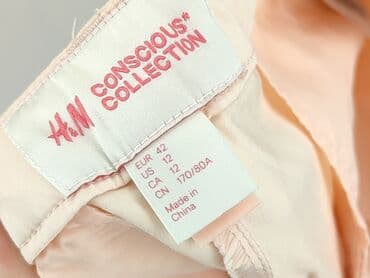 H&M CONSCIOUS*
COLLECTION
EUR 42
US 12
CA 12
CN 170/80A
Made in
China